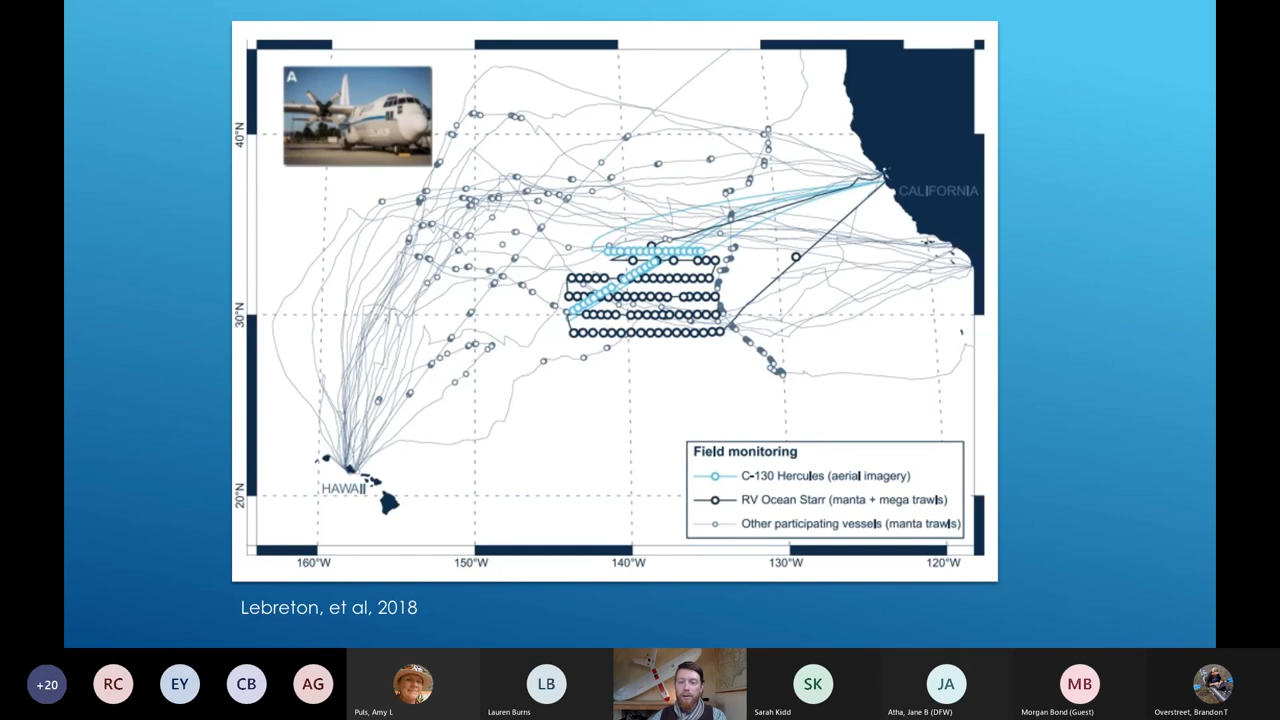 A
40°N
30°N
20°N
CALIFORNIA
HAWAII
Field monitoring
C-130 Hercules (aerial imagery)
RV Ocean Starr (manta + mega trawls)
Other participating vessels (manta trawls)
160°W
150°W
140°W
130°W
120°W
Lebreton, et al, 2018
+20
RC
EY
CB
AG
Puls, Amy L
LB
Lauren Burns
SK
Sarah Kidd
JA
Atha, Jane B (DFW)
MB
Morgan Bond (Guest)
Overstreet, Brandon T